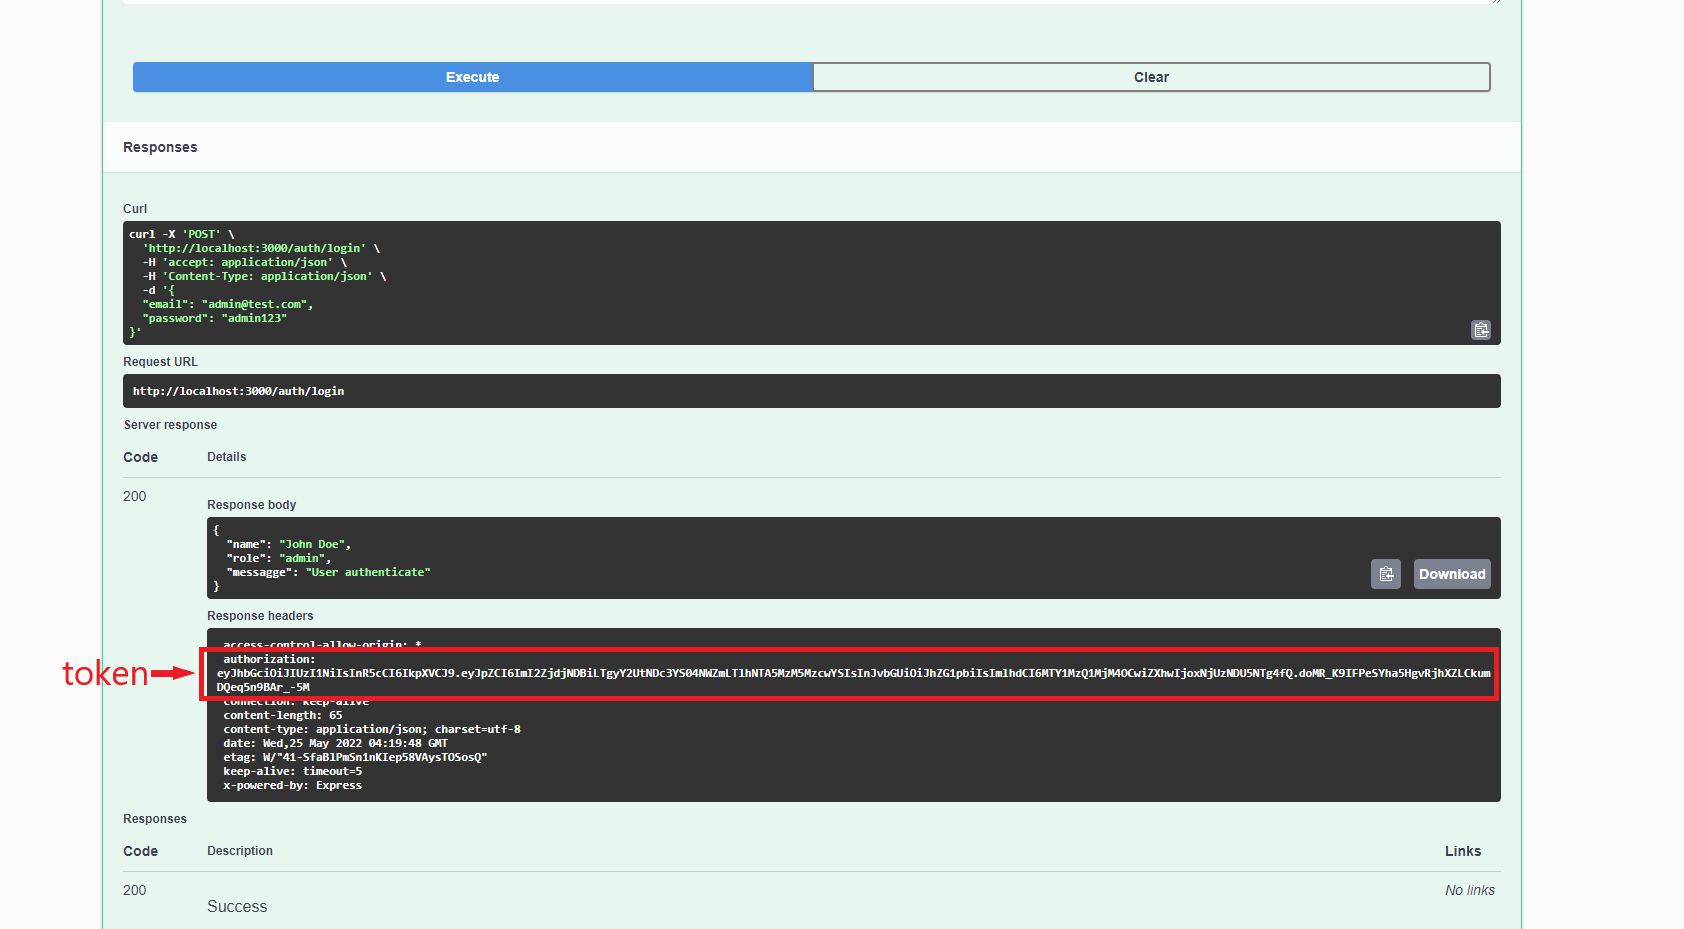 Execute
Clear
Responses
Curl
curl -X 'POST' \
'http://localhost:3000/auth/login' \
-H 'accept: application/json' \
-H 'Content-Type: application/json' \
-d '{
"email": "admin@test.com",
"password": "admin123"
}'
Request URL
http://localhost:3000/auth/login
Server response
Code Details
200
Response body
{
"name": "John Doe",
"role": "admin",
"messagge": "User authenticate"
}
Download
Response headers
access-control-allow-origin: *
authorization:
token
eyJhbGciOiJIUzI1NiIsInR5cCI6IkpXVCJ9.eyJpZCI6ImI2ZjdjNDBiLTgyY2UtNDc3YS04NWZmLTlhNTA5MzM5MzcwYSIsInJvbGUiOiJhZG1pbiIsImlhdCI6MTY1MzQ1MjM4OCwiZXhwIjoxNjUzNDU5NTg4fQ.doMR_K9IFPeSYha5HgvRjhXZLCkum
DQeq5n9BAr_-5M
connection: keep-alive
content-length: 65
content-type: application/json; charset=utf-8
date: Wed,25 May 2022 04:19:48 GMT
etag: W/"41-SfaBlPmSn1nKIep58VAysTOSosQ"
keep-alive: timeout=5
x-powered-by: Express
Responses
Code Description Links
200 No links
Success